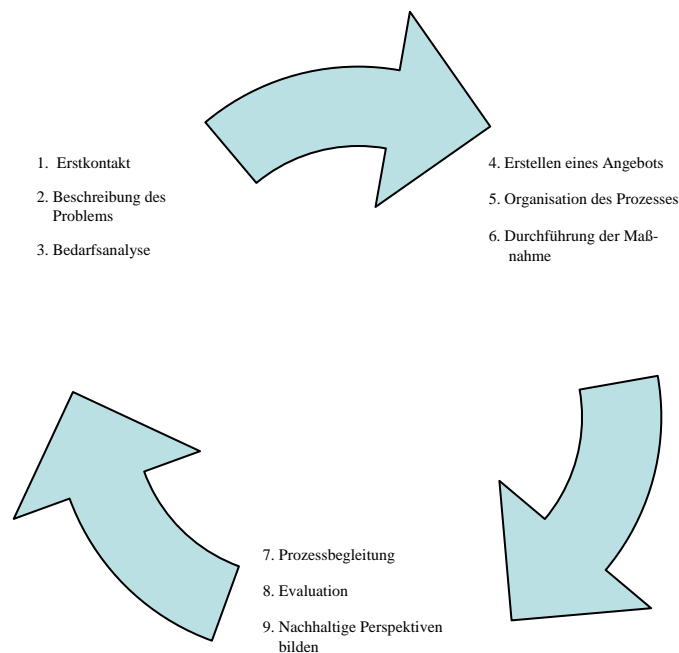 1. Erstkontakt
2. Beschreibung des
Problems
3. Bedarfsanalyse
4. Erstellen eines Angebots
5. Organisation des Prozesses
6. Durchführung der Maß-
nahme
7. Prozessbegleitung
8. Evaluation
9. Nachhaltige Perspektiven
bilden